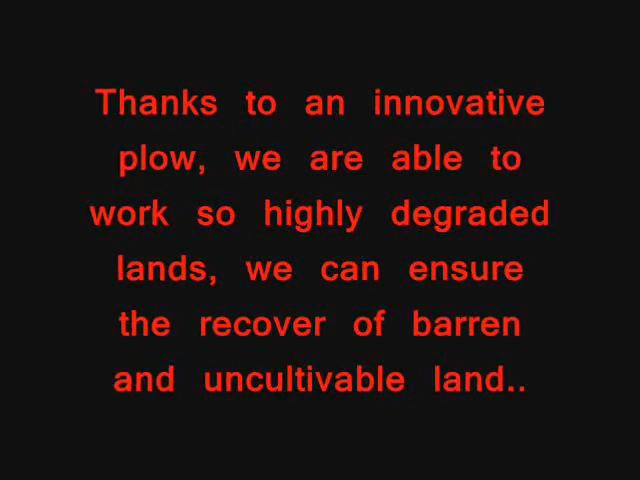 Thanks to an innovative
plow, we are able to
work so highly degraded
lands, we can ensure
the recover of barren
and uncultivable land..